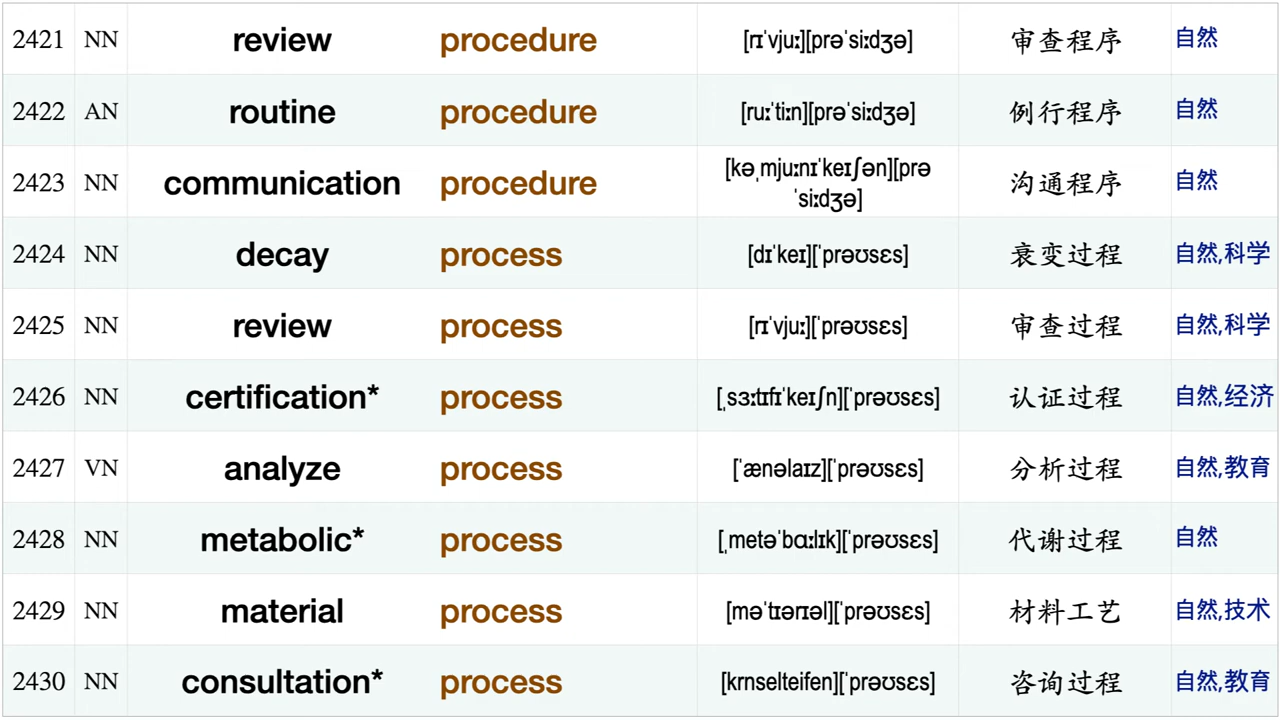 2421 NN review procedure [rɪˈvjuː][prəˈsiːdʒə] 审查程序 自然
2422 AN routine procedure [ruːˈtiːn][prəˈsiːdʒə] 例行程序 自然
2423 NN communication procedure [kəˌmjuːnɪˈkeɪʃən][prə
ˈsiːdʒə] 沟通程序 自然
2424 NN decay process [dɪˈkeɪ][ˈprəʊsɛs] 衰变过程 自然,科学
2425 NN review process [rɪˈvjuː][ˈprəʊsɛs] 审查过程 自然,科学
2426 NN certification* process [ˌsɜːtɪfɪˈkeɪʃn][ˈprəʊsɛs] 认证过程 自然,经济
2427 VN analyze process [ˈænəlaɪz][ˈprəʊsɛs] 分析过程 自然,教育
2428 NN metabolic* process [ˌmetəˈbɑːlɪk][ˈprəʊsɛs] 代谢过程 自然
2429 NN material process [məˈtɪərɪəl][ˈprəʊsɛs] 材料工艺 自然,技术
2430 NN consultation* process [krnselteifen][ˈprəʊsɛs] 咨询过程 自然,教育